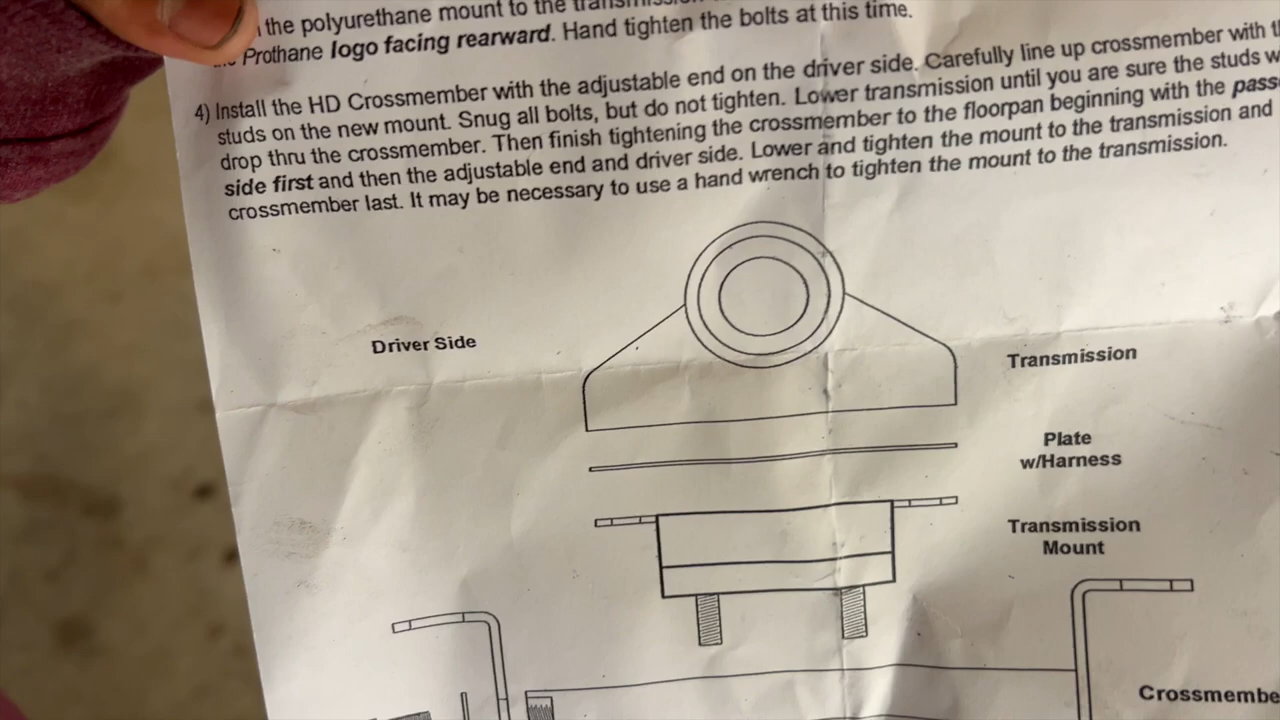 the polyurethane mount to the
Prothane logo facing rearward. Hand tighten the bolts at this time.
4) Install the HD Crossmember with the adjustable end on the driver side. Carefully line up crossmember with
studs on the new mount. Snug all bolts, but do not tighten. Lower transmission until you are sure the studs
drop thru the crossmember. Then finish tightening the crossmember to the floorpan beginning with the
side first and then the adjustable end and driver side. Lower and tighten the mount to the transmission and
crossmember last. It may be necessary to use a hand wrench to tighten the mount to the transmission.
Driver Side
Transmission
Plate
w/Harness
Transmission
Mount
Crossmembe